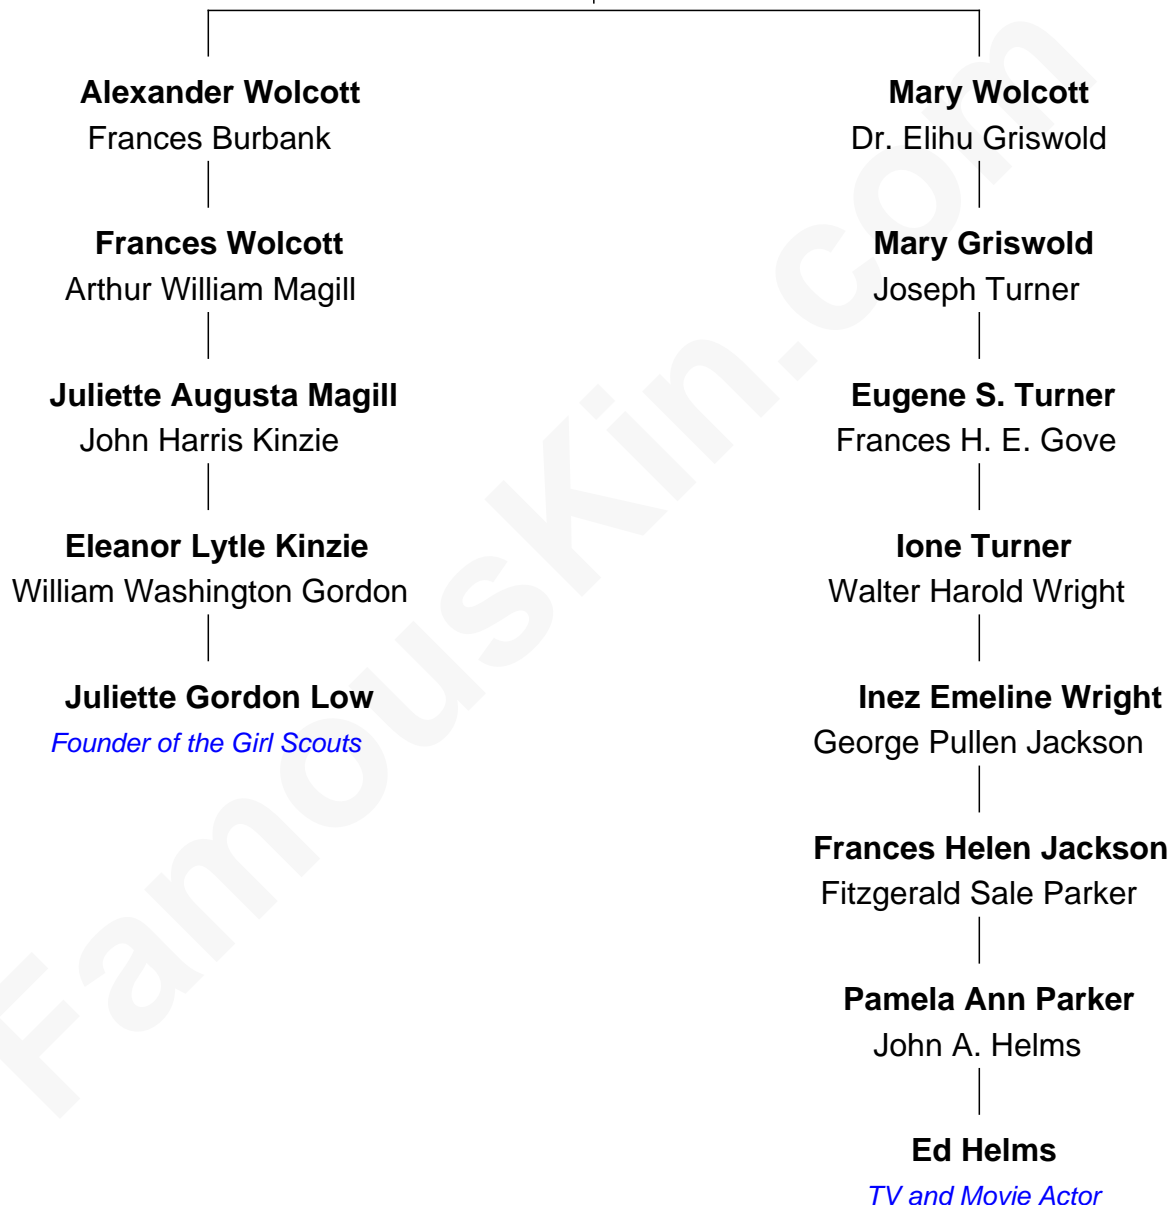 Alexander Wolcott
Frances Burbank
Frances Wolcott
Arthur William Magill
Juliette Augusta Magill
John Harris Kinzie
Eleanor Lytle Kinzie
William Washington Gordon
Juliette Gordon Low
Founder of the Girl Scouts
Mary Wolcott
Dr. Elihu Griswold
Mary Griswold
Joseph Turner
Eugene S. Turner
Frances H. E. Gove
Ione Turner
Walter Harold Wright
Inez Emeline Wright
George Pullen Jackson
Frances Helen Jackson
Fitzgerald Sale Parker
Pamela Ann Parker
John A. Helms
Ed Helms
TV and Movie Actor
FamousKin.com